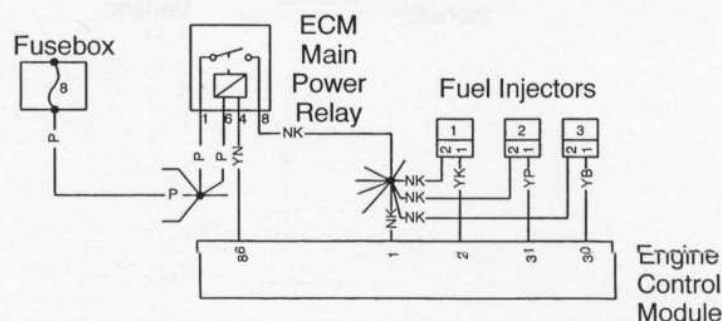 Fusebox
8
ECM
Main
Power
Relay
1 6 4 8
Fuel Injectors
1 2 3
2 1 2 1 2 1
NK
P
P
P
YN
P
NK
NK
NK
NK
YK
YP
YB
86 1 2 31 30
Engine
Control
Module